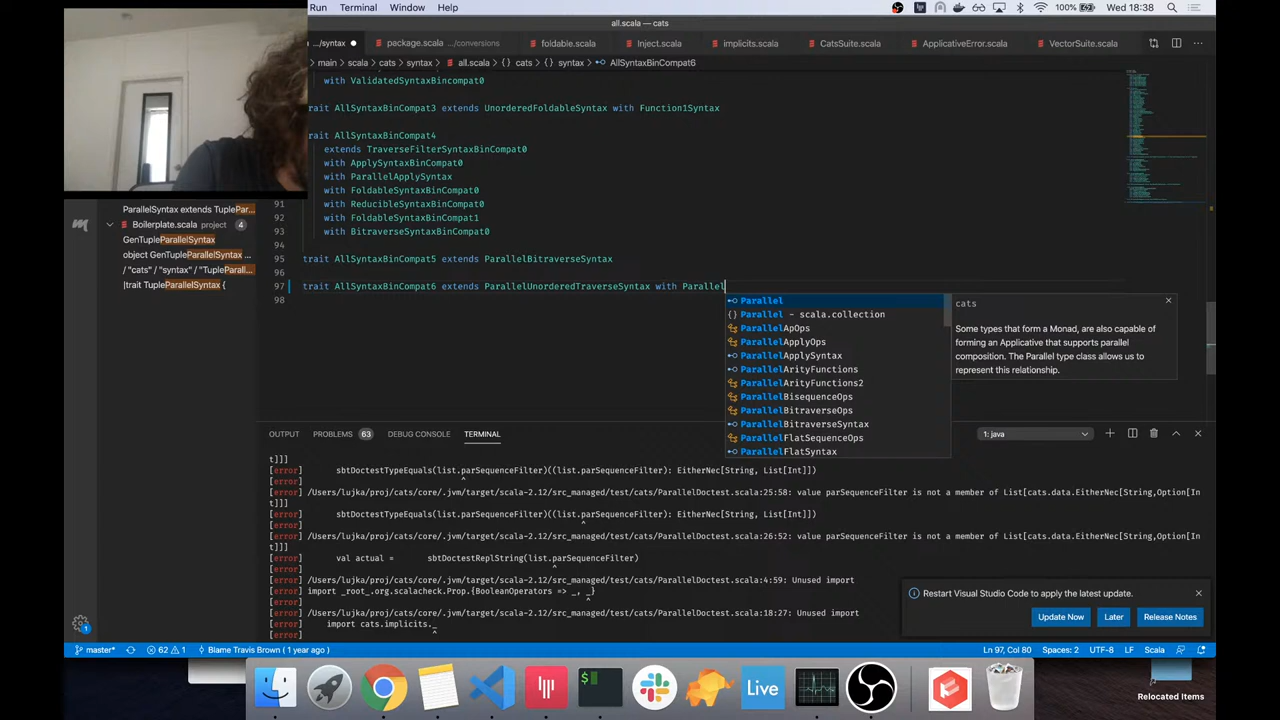 Run Terminal Window Help 100% Wed 18:38
all.scala — cats
.../syntax package.scala .../conversions foldable.scala Inject.scala implicits.scala CatsSuite.scala ApplicativeError.scala VectorSuite.scala
main scala cats syntax all.scala {} cats {} syntax AllSyntaxBinCompat6
with ValidatedSyntaxBincompat0
trait AllSyntaxBinCompat3 extends UnorderedFoldableSyntax with Function1Syntax
trait AllSyntaxBinCompat4
extends TraverseFilterSyntaxBinCompat0
with ApplySyntaxBinCompat0
with ParallelApplySyntax
with FoldableSyntaxBinCompat0
91 with ReducibleSyntaxBinCompat0
92 with FoldableSyntaxBinCompat1
93 with BitraverseSyntaxBinCompat0
94
95 trait AllSyntaxBinCompat5 extends ParallelBitraverseSyntax
96
97 trait AllSyntaxBinCompat6 extends ParallelUnorderedTraverseSyntax with Parallel
98
ParallelSyntax extends TuplePar...
Boilerplate.scala project 4
GenTupleParallelSyntax
object GenTupleParallelSyntax ...
/ "cats" / "syntax" / "TupleParall...
|trait TupleParallelSyntax {
Parallel
{} Parallel - scala.collection
ParallelApOps
ParallelApplyOps
ParallelApplySyntax
ParallelArityFunctions
ParallelArityFunctions2
ParallelBisequenceOps
ParallelBitraverseOps
ParallelBitraverseSyntax
ParallelFlatSequenceOps
ParallelFlatSyntax
cats
Some types that form a Monad, are also capable of
forming an Applicative that supports parallel
composition. The Parallel type class allows us to
represent this relationship.
OUTPUT PROBLEMS 63 DEBUG CONSOLE TERMINAL 1: java
t]]]
[error] sbtDoctestTypeEquals(list.parSequenceFilter)((list.parSequenceFilter): EitherNec[String, List[Int]])
[error] ^
[error] /Users/lujka/proj/cats/core/.jvm/target/scala-2.12/src_managed/test/cats/ParallelDoctest.scala:25:58: value parSequenceFilter is not a member of List[cats.data.EitherNec[String,Option[In
t]]]
[error] sbtDoctestTypeEquals(list.parSequenceFilter)((list.parSequenceFilter): EitherNec[String, List[Int]])
[error] ^
[error] /Users/lujka/proj/cats/core/.jvm/target/scala-2.12/src_managed/test/cats/ParallelDoctest.scala:26:52: value parSequenceFilter is not a member of List[cats.data.EitherNec[String,Option[In
t]]]
[error] val actual = sbtDoctestReplString(list.parSequenceFilter)
[error] ^
[error] /Users/lujka/proj/cats/core/.jvm/target/scala-2.12/src_managed/test/cats/ParallelDoctest.scala:4:59: Unused import
[error] import _root_.org.scalacheck.Prop.{BooleanOperators => _, _}
[error] ^
[error] /Users/lujka/proj/cats/core/.jvm/target/scala-2.12/src_managed/test/cats/ParallelDoctest.scala:18:27: Unused import
[error] import cats.implicits._
[error] ^
Restart Visual Studio Code to apply the latest update.
Update Now Later Release Notes
1
master* 62 1 Blame Travis Brown ( 1 year ago ) Ln 97, Col 80 Spaces: 2 UTF-8 LF Scala
Live
Relocated Items